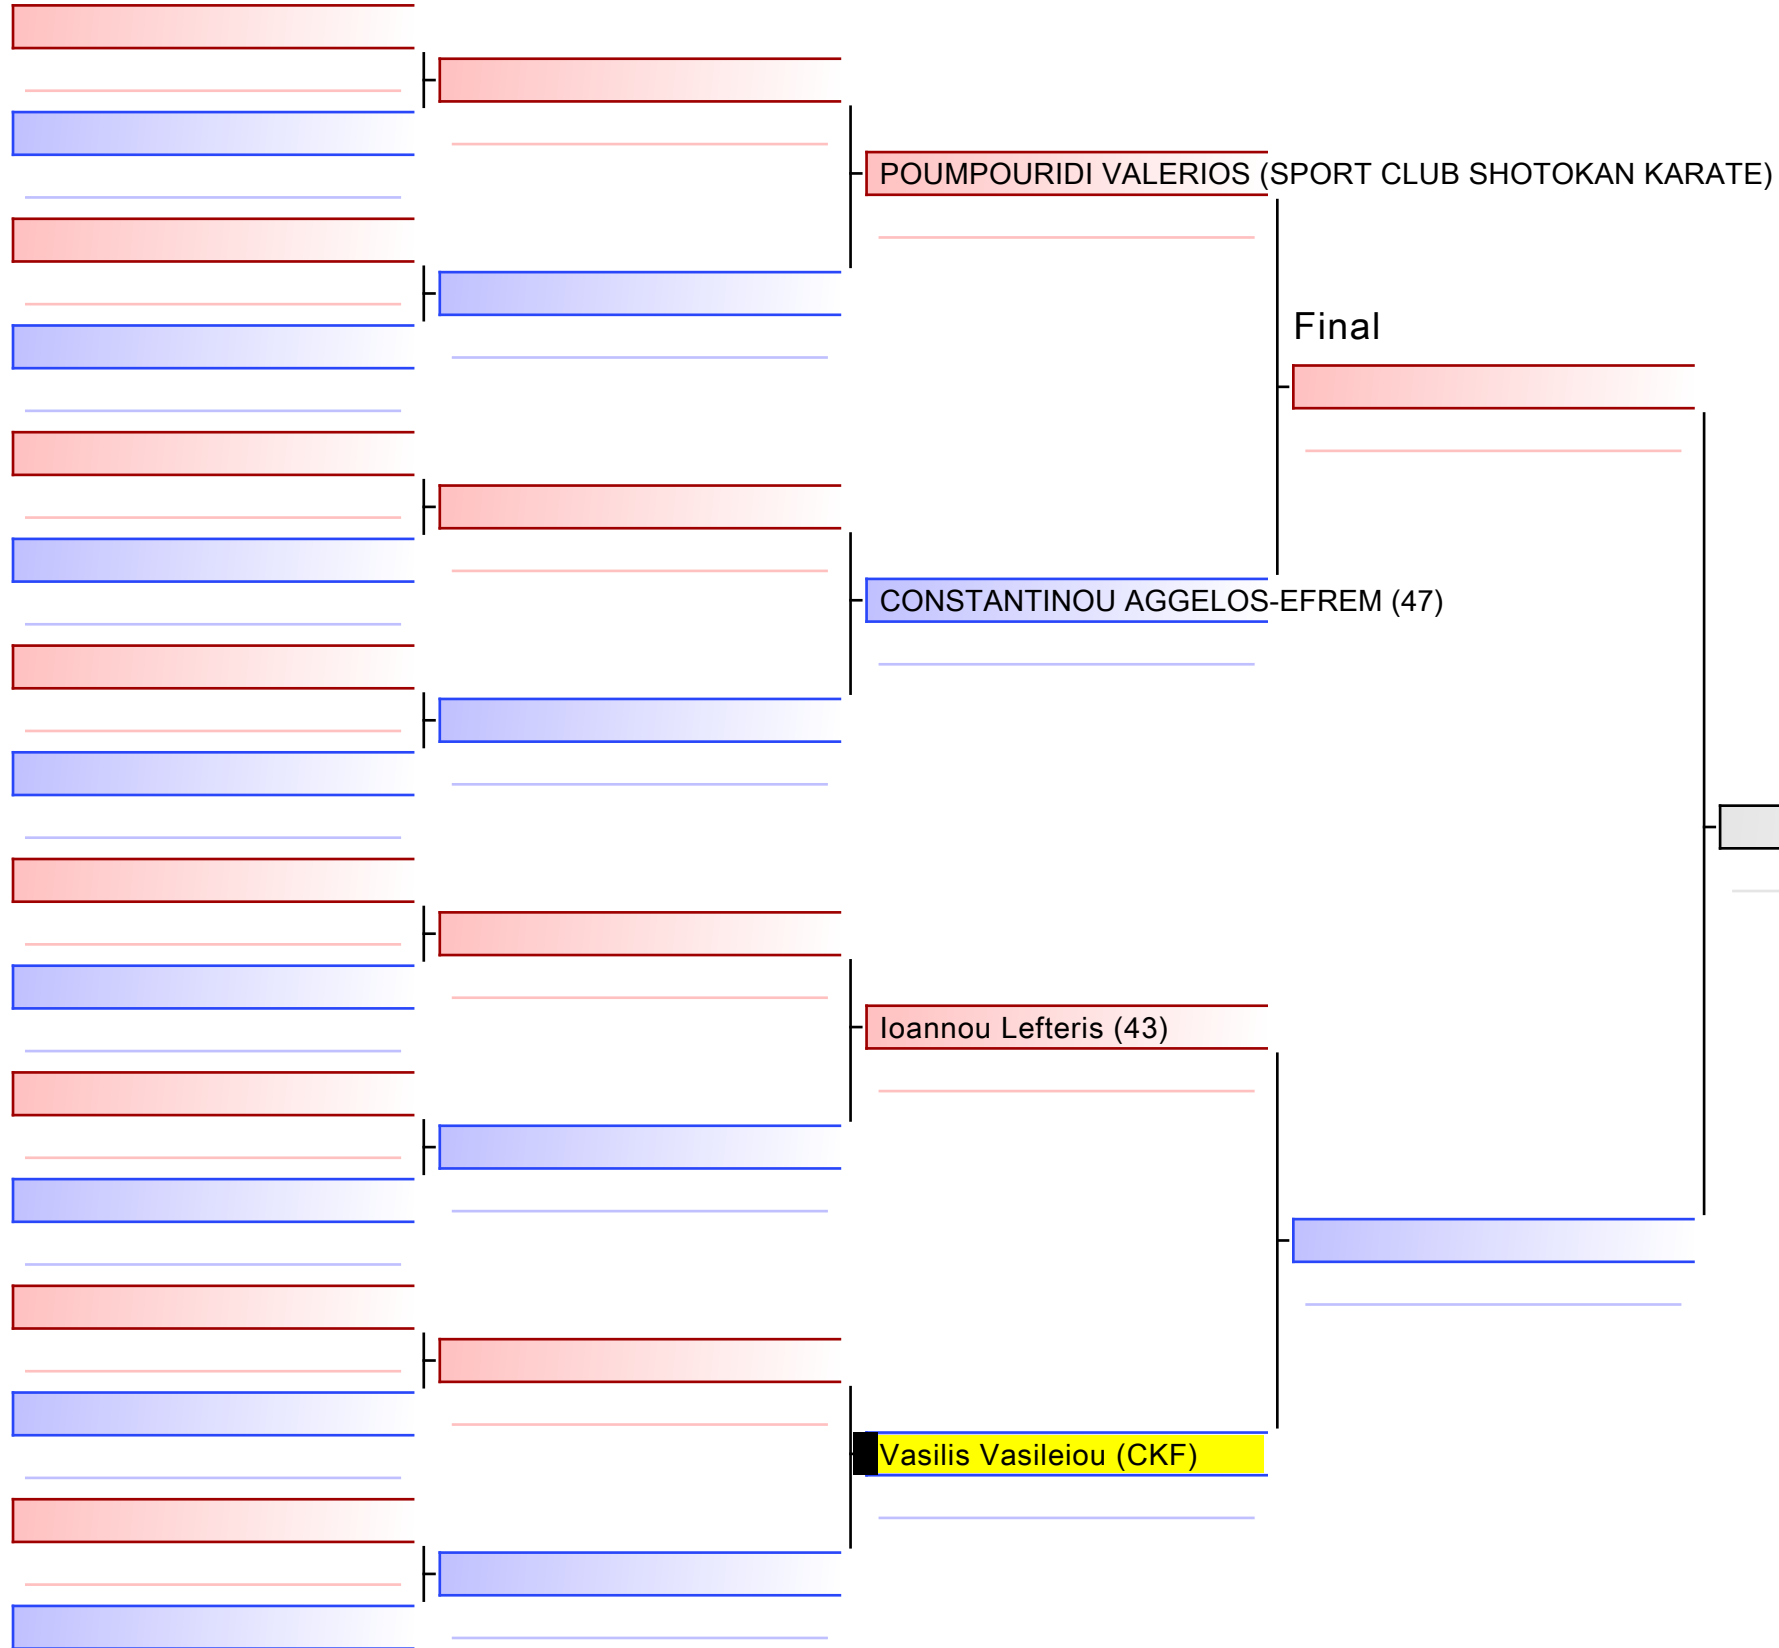 POUMPOURIDI VALERIOS (SPORT CLUB SHOTOKAN KARATE)
Final
CONSTANTINOU AGGELOS-EFREM (47)
Ioannou Lefteris (43)
Vasilis Vasileiou (CKF)